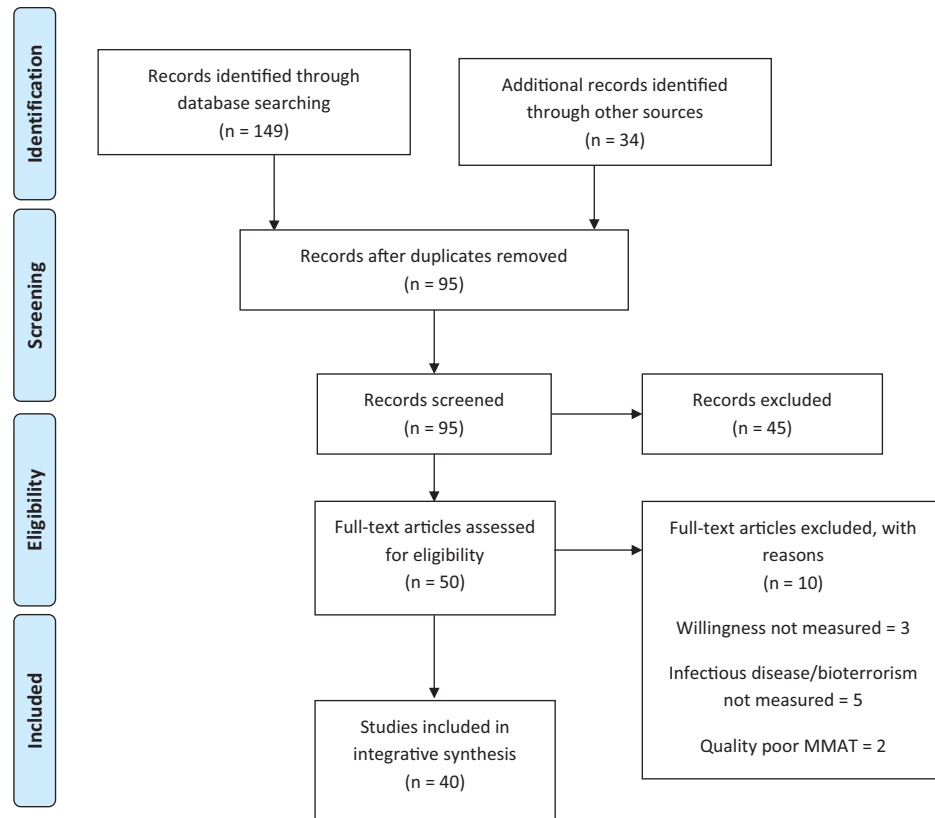 Identification
Records identified through
database searching
(n = 149)
Additional records identified
through other sources
(n = 34)
Screening
Records after duplicates removed
(n = 95)
Records screened
(n = 95)
Records excluded
(n = 45)
Eligibility
Full-text articles assessed
for eligibility
(n = 50)
Full-text articles excluded, with
reasons
(n = 10)
Willingness not measured = 3
Infectious disease/bioterrorism
not measured = 5
Quality poor MMAT = 2
Included
Studies included in
integrative synthesis
(n = 40)